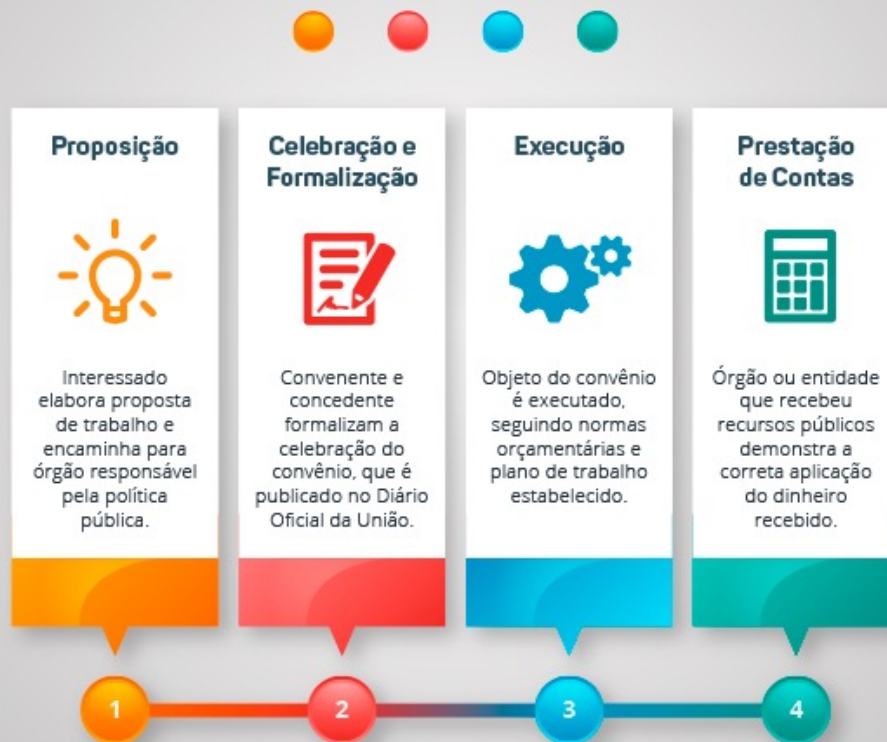 Proposição
Interessado
elabora proposta
de trabalho e
encaminha para
órgão responsável
pela política
pública.
1
Celebração e
Formalização
Convenente e
concedente
formalizam a
celebração do
convênio, que é
publicado no Diário
Oficial da União.
2
Execução
Objeto do convênio
é executado,
seguindo normas
orçamentárias e
plano de trabalho
estabelecido.
3
Prestação
de Contas
Órgão ou entidade
que recebeu
recursos públicos
demonstra a
correta aplicação
do dinheiro
recebido.
4